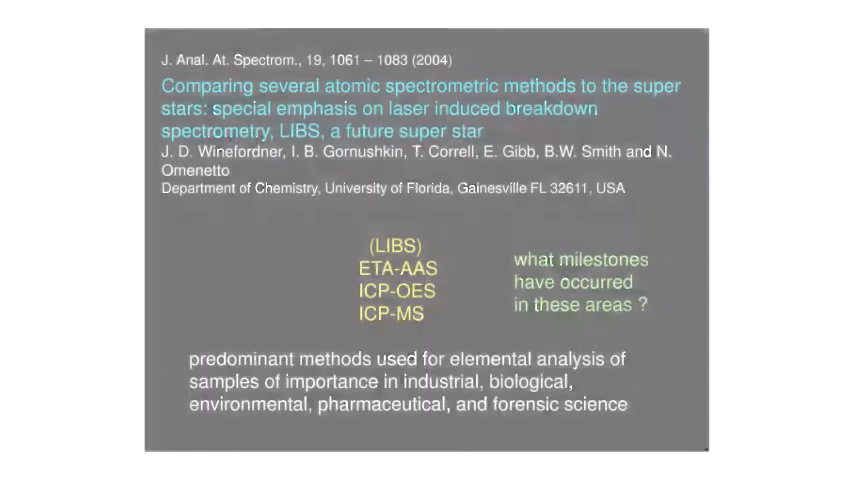 J. Anal. At. Spectrom., 19, 1061 – 1083 (2004)
Comparing several atomic spectrometric methods to the super
stars: special emphasis on laser induced breakdown
spectrometry, LIBS, a future super star
J. D. Winefordner, I. B. Gornushkin, T. Correll, E. Gibb, B.W. Smith and N.
Omenetto
Department of Chemistry, University of Florida, Gainesville FL 32611, USA
(LIBS)
ETA-AAS
ICP-OES
ICP-MS
what milestones
have occurred
in these areas ?
predominant methods used for elemental analysis of
samples of importance in industrial, biological,
environmental, pharmaceutical, and forensic science